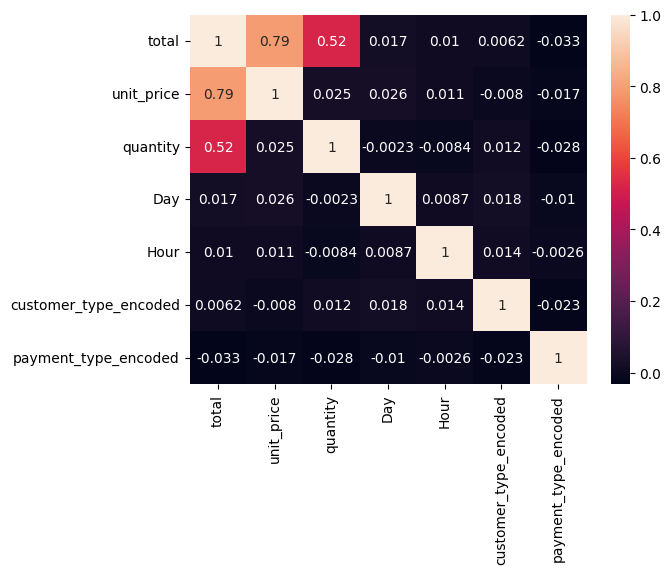 total 1 0.79 0.52 0.017 0.01 0.0062 -0.033
unit_price 0.79 1 0.025 0.026 0.011 -0.008 -0.017
quantity 0.52 0.025 1 -0.0023 -0.0084 0.012 -0.028
Day 0.017 0.026 -0.0023 1 0.0087 0.018 -0.01
Hour 0.01 0.011 -0.0084 0.0087 1 0.014 -0.0026
customer_type_encoded 0.0062 -0.008 0.012 0.018 0.014 1 -0.023
payment_type_encoded -0.033 -0.017 -0.028 -0.01 -0.0026 -0.023 1
total
unit_price
quantity
Day
Hour
customer_type_encoded
payment_type_encoded
1.0
0.8
0.6
0.4
0.2
0.0